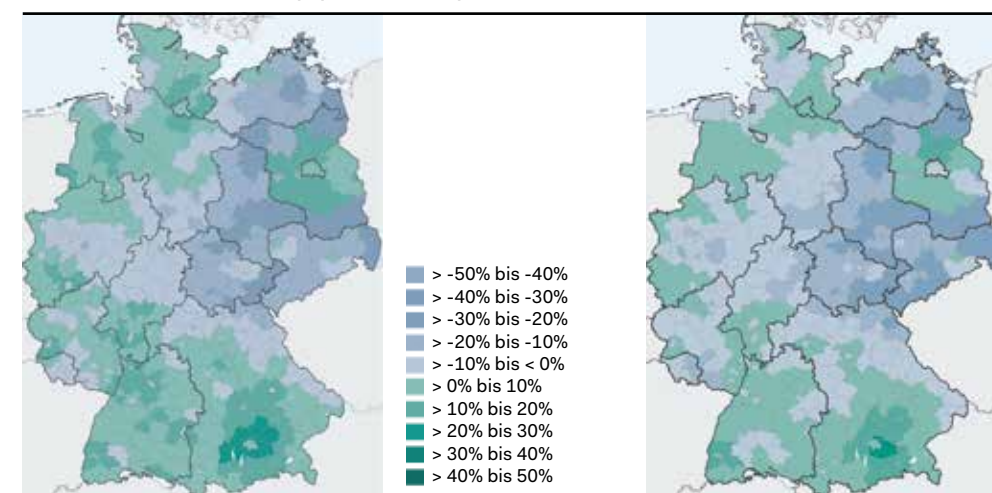 > -50% bis -40%
> -40% bis -30%
> -30% bis -20%
> -20% bis -10%
> -10% bis < 0%
> 0% bis 10%
> 10% bis 20%
> 20% bis 30%
> 30% bis 40%
> 40% bis 50%